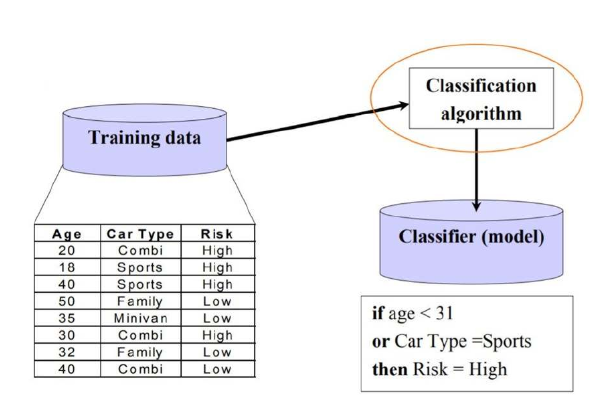 Classification
algorithm
Training data
Age Car Type Risk
20 Combi High
18 Sports High
40 Sports High
50 Family Low
35 Minivan Low
30 Combi High
32 Family Low
40 Combi Low
Classifier (model)
if age < 31
or Car Type =Sports
then Risk = High